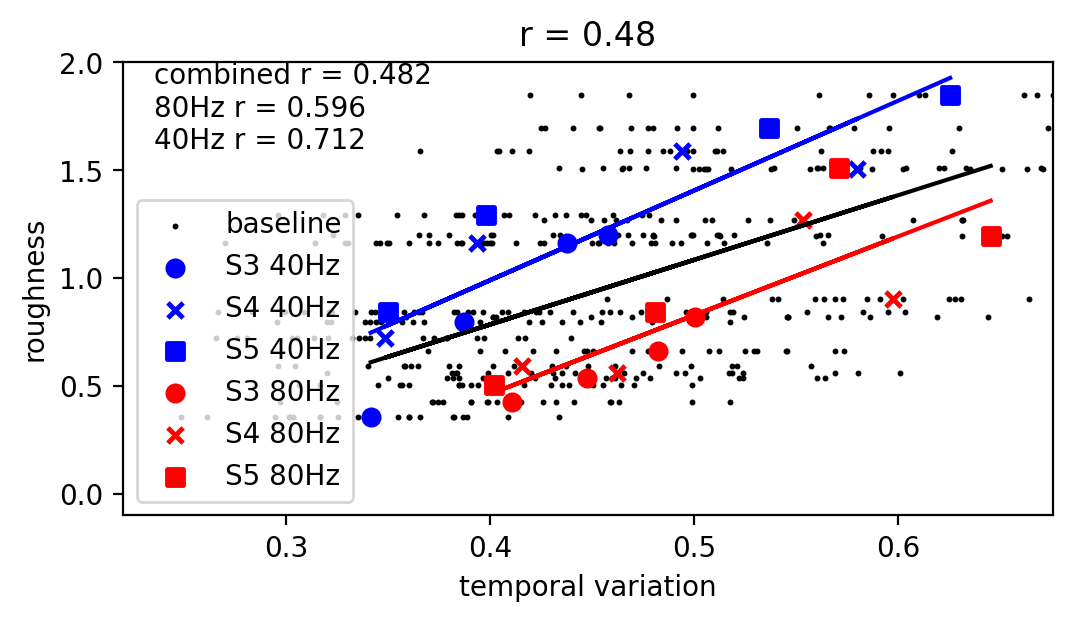 r = 0.48
combined r = 0.482
80Hz r = 0.596
40Hz r = 0.712
2.0
1.5
1.0
0.5
0.0
roughness
baseline
S3 40Hz
S4 40Hz
S5 40Hz
S3 80Hz
S4 80Hz
S5 80Hz
0.3 0.4 0.5 0.6
temporal variation